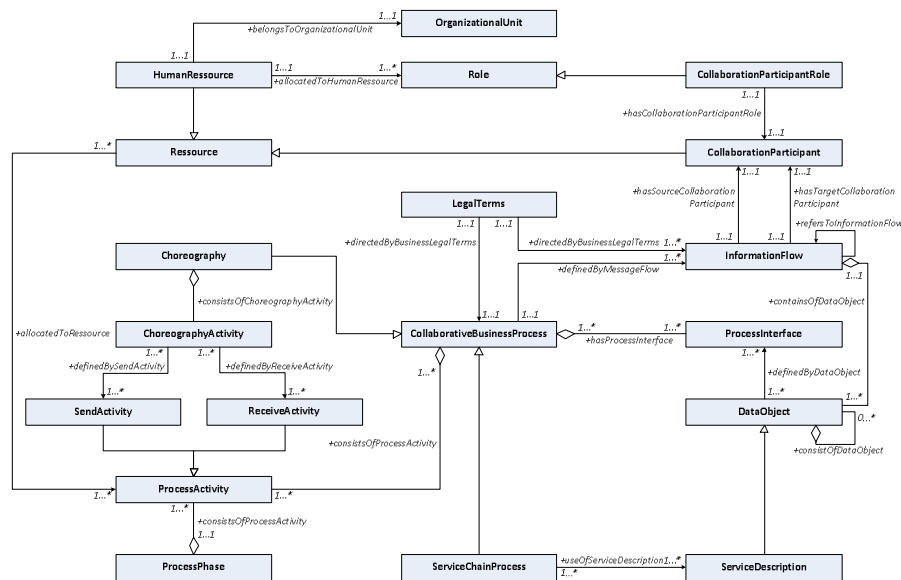 1...1
OrganizationalUnit
+belongsToOrganizationalUnit
1...1
HumanRessource
1...1
1...*
+allocatedToHumanRessource
Role
CollaborationParticipantRole
1...1
+hasCollaborationParticipantRole
1...1
1...*
Ressource
CollaborationParticipant
1...1
1...1
+hasSourceCollaboration
Participant
+hasTargetCollaboration
Participant
LegalTerms
1...1
1...1
+refersToInformationFlow
1...1
1...1
+directedByBusinessLegalTerms
+directedByBusinessLegalTerms
1...*
Choreography
InformationFlow
1...*
+definedByMessageFlow
1...1
+consistsOfChoreographyActivity
+containsOfDataObject
1...1
1...1
+allocatedToRessource
ChoreographyActivity
CollaborativeBusinessProcess
1...*
1...*
ProcessInterface
+hasProcessInterface
1...*
1...*
1...*
+definedBySendActivity
+definedByReceiveActivity
1...*
+definedByDataObject
1...*
1...*
1...*
1...*
SendActivity
ReceiveActivity
DataObject
0...*
+consistsOfProcessActivity
+consistOfDataObject
ProcessActivity
1...*
1...*
1...*
+consistsOfProcessActivity
1...1
ProcessPhase
ServiceChainProcess
+useOfServiceDescription
1...*
1...*
ServiceDescription